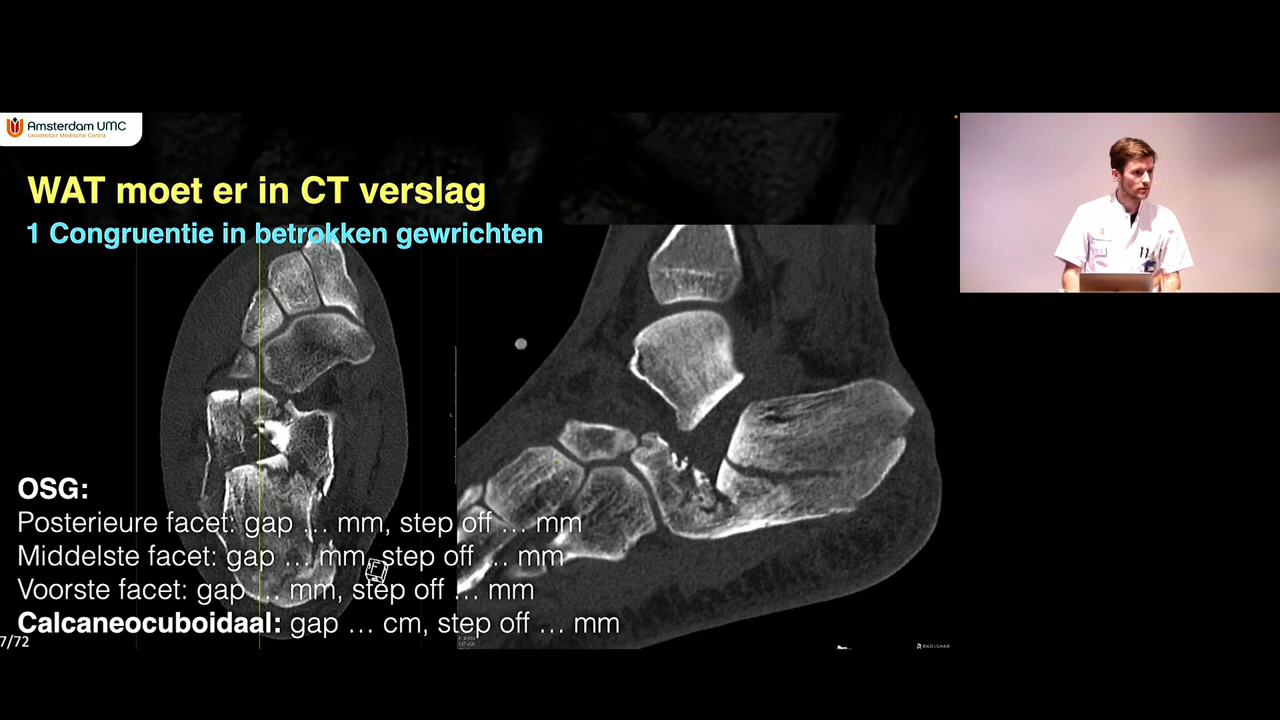 Amsterdam UMC
Universitair Medische Centra
WAT moet er in CT verslag
1 Congruentie in betrokken gewrichten
OSG:
Posterieure facet: gap ... mm, step off ... mm
Middelste facet: gap ... mm, step off ... mm
Voorste facet: gap ... mm, step off ... mm
Calcaneocuboidaal: gap ... cm, step off ... mm
7/72